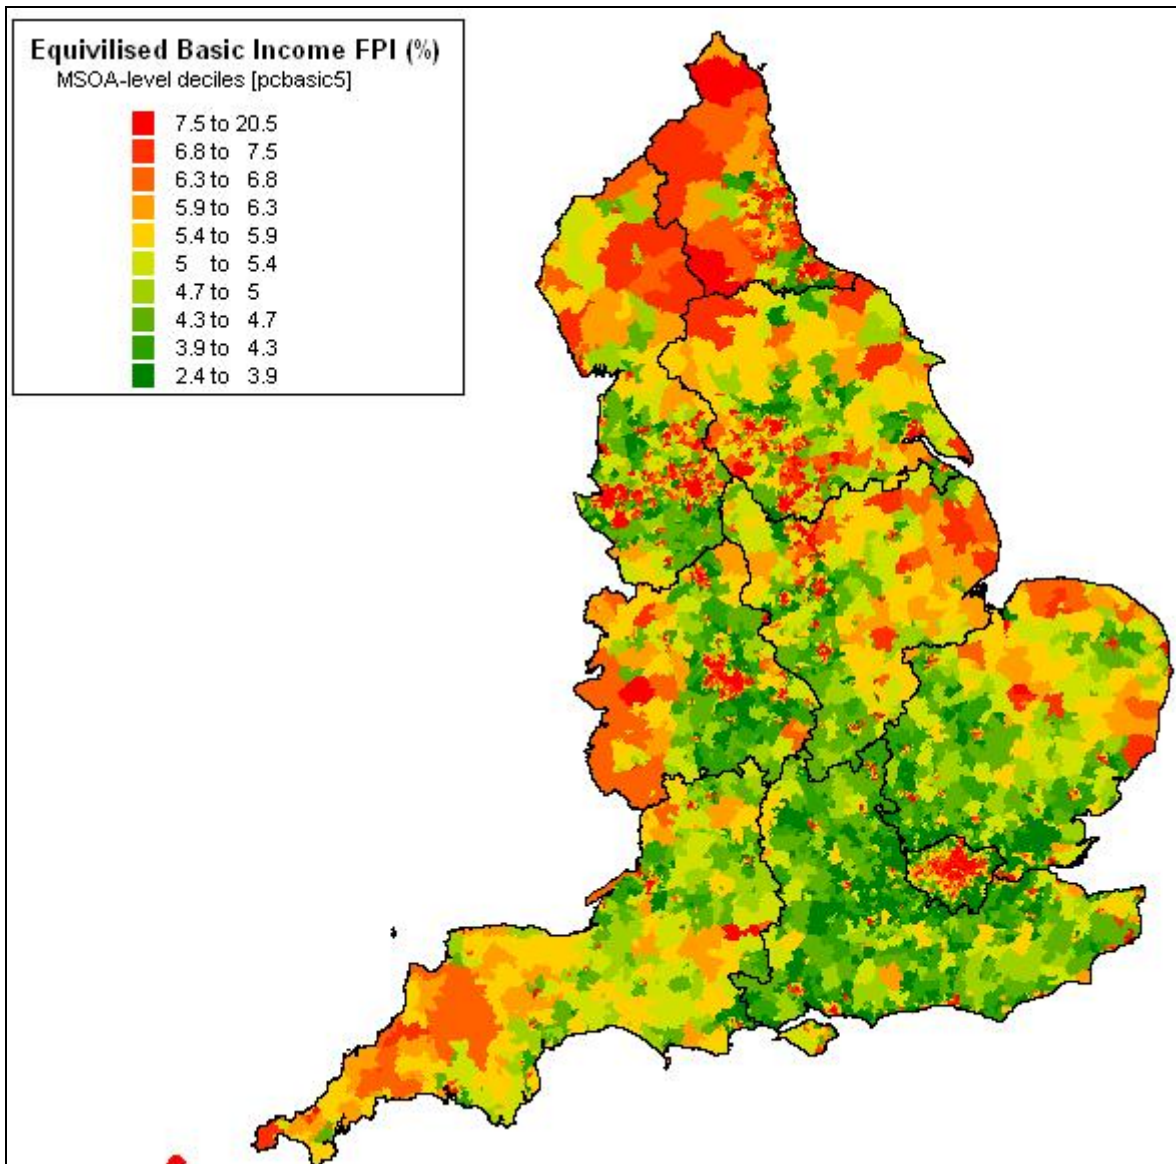 Equivilised Basic Income FPI (%)
MSOA-level deciles [pcbasic5]
7.5 to 20.5
6.8 to 7.5
6.3 to 6.8
5.9 to 6.3
5.4 to 5.9
5 to 5.4
4.7 to 5
4.3 to 4.7
3.9 to 4.3
2.4 to 3.9